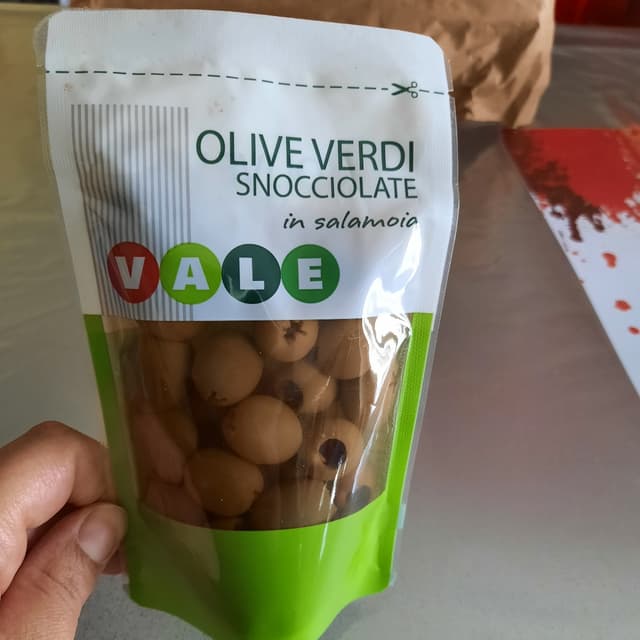 OLIVE VERDI
SNOCCIOLATE
in salamoia
VALE